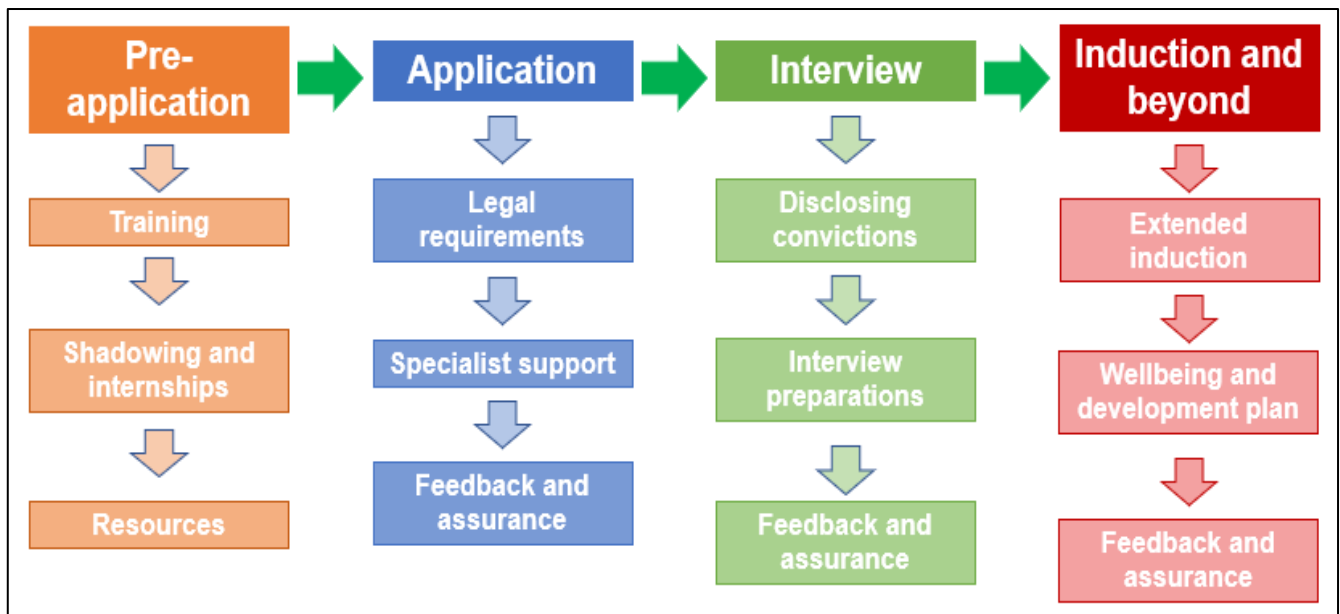 Pre-
application
Training
Shadowing and
internships
Resources
Application
Legal
requirements
Specialist support
Feedback and
assurance
Interview
Disclosing
convictions
Interview
preparations
Feedback and
assurance
Induction and
beyond
Extended
induction
Wellbeing and
development plan
Feedback and
assurance